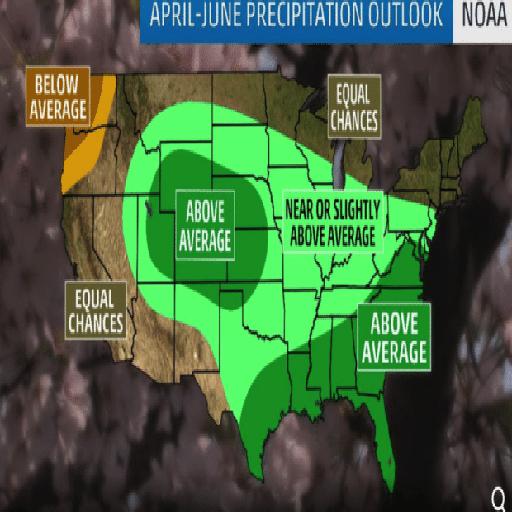 APRIL-JUNE PRECIPITATION OUTLOOK
NOAA
BELOW
AVERAGE
EQUAL
CHANCES
ABOVE
AVERAGE
NEAR OR SLIGHTLY
ABOVE AVERAGE
EQUAL
CHANCES
ABOVE
AVERAGE